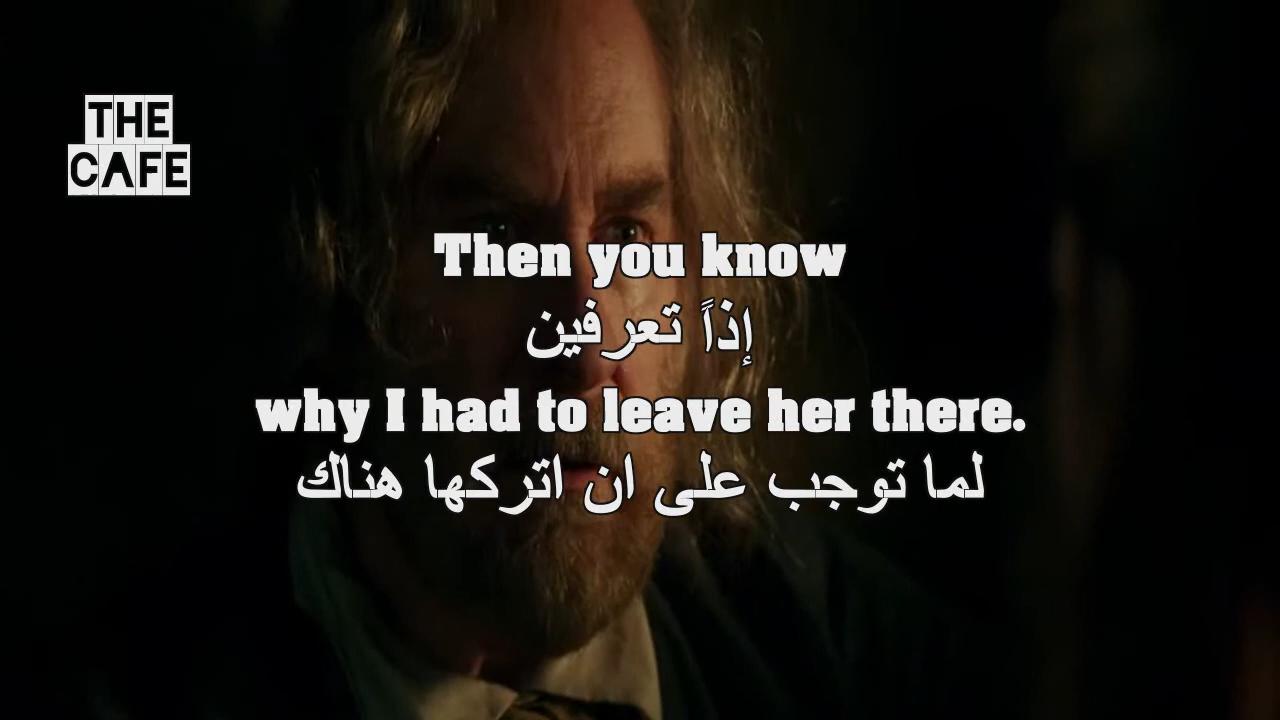 THE
CAFE
Then you know
إذاً تعرفين
why I had to leave her there.
لما توجب على ان اتركها هناك